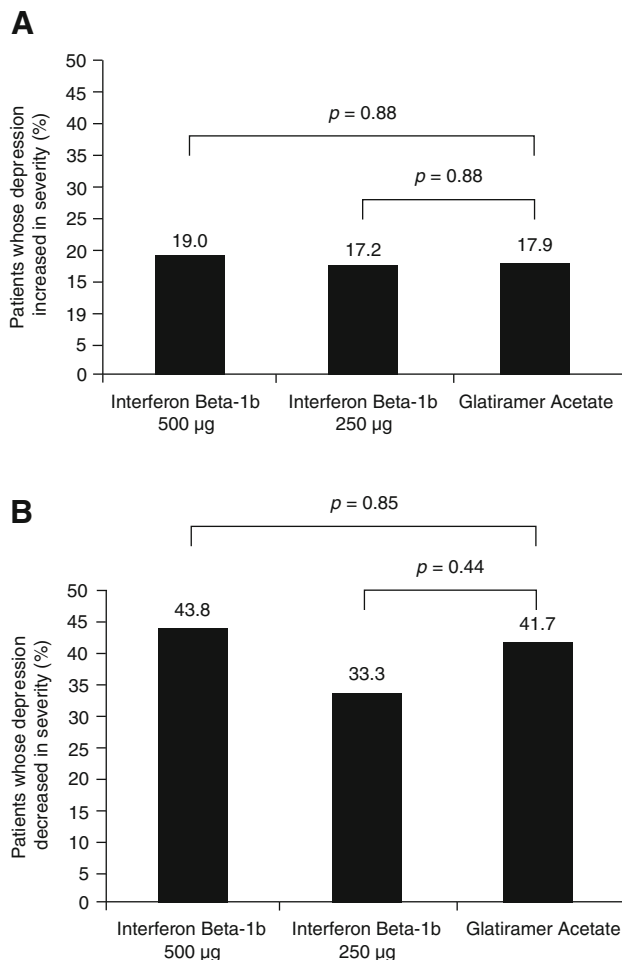 A
Patients whose depression
increased in severity (%)
50
45
40
35
30
25
20
15
19
5
0
p = 0.88
p = 0.88
19.0
17.2
17.9
Interferon Beta-1b
500 µg
Interferon Beta-1b
250 µg
Glatiramer Acetate
B
Patients whose depression
decreased in severity (%)
50
45
40
35
30
25
20
15
10
5
0
p = 0.85
p = 0.44
43.8
33.3
41.7
Interferon Beta-1b
500 µg
Interferon Beta-1b
250 µg
Glatiramer Acetate